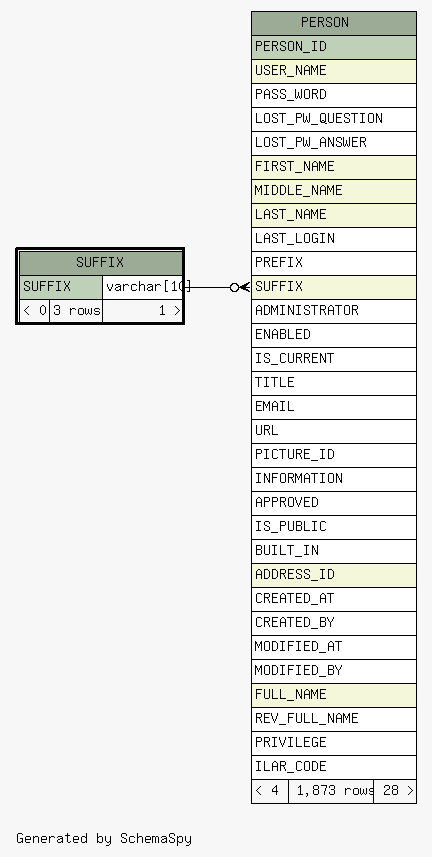 PERSON
PERSON_ID
USER_NAME
PASS_WORD
LOST_PW_QUESTION
LOST_PW_ANSWER
FIRST_NAME
MIDDLE_NAME
LAST_NAME
LAST_LOGIN
PREFIX
SUFFIX
ADMINISTRATOR
ENABLED
IS_CURRENT
TITLE
EMAIL
URL
PICTURE_ID
INFORMATION
APPROVED
IS_PUBLIC
BUILT_IN
ADDRESS_ID
CREATED_AT
CREATED_BY
MODIFIED_AT
MODIFIED_BY
FULL_NAME
REV_FULL_NAME
PRIVILEGE
ILAR_CODE
< 4 1,873 rows 28 >
SUFFIX
SUFFIX varchar[10]
< 0 3 rows 1 >
Generated by SchemaSpy